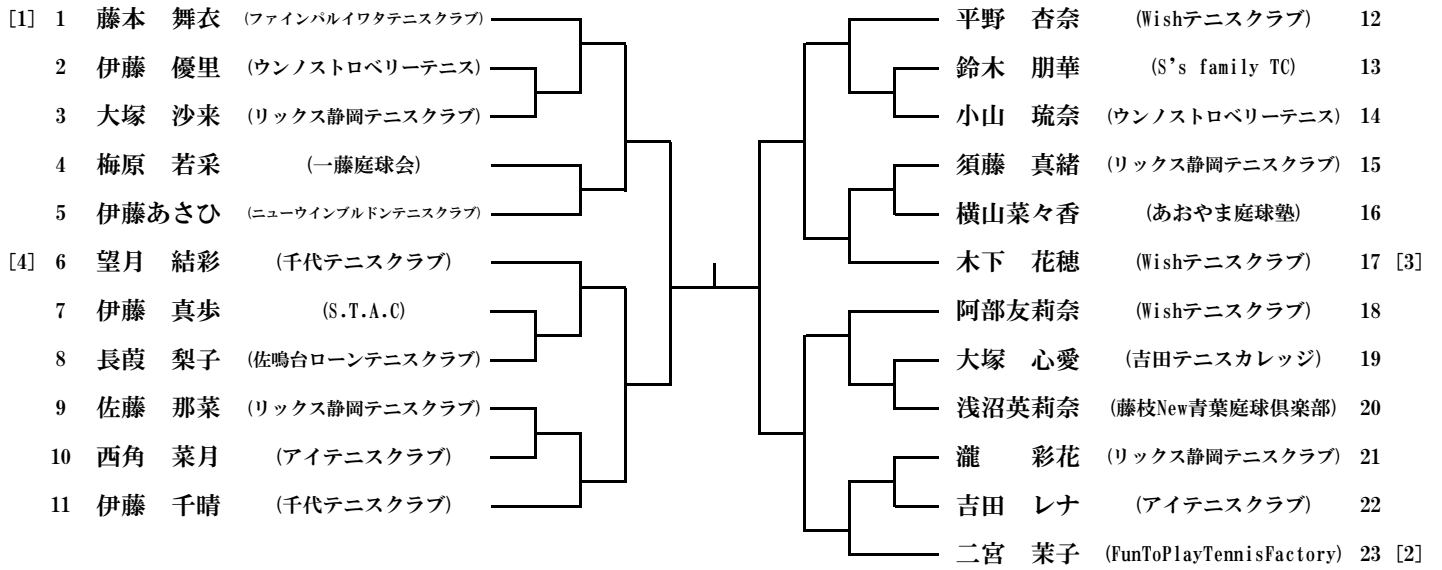 [1] 1 藤本 舞衣 (ファインパルイワタテニスクラブ)
2 伊藤 優里 (ウンノストロベリーテニス)
3 大塚 沙来 (リックス静岡テニスクラブ)
4 梅原 若采 (一藤庭球会)
5 伊藤あさひ (ニューウインブルドンテニスクラブ)
[4] 6 望月 結彩 (千代テニスクラブ)
7 伊藤 真歩 (S.T.A.C)
8 長葭 梨子 (佐鳴台ローンテニスクラブ)
9 佐藤 那菜 (リックス静岡テニスクラブ)
10 西角 菜月 (アイテニスクラブ)
11 伊藤 千晴 (千代テニスクラブ)
平野 杏奈 (Wishテニスクラブ) 12
鈴木 朋華 (S's family TC) 13
小山 琉奈 (ウンノストロベリーテニス) 14
須藤 真緒 (リックス静岡テニスクラブ) 15
横山菜々香 (あおやま庭球塾) 16
木下 花穂 (Wishテニスクラブ) 17 [3]
阿部友莉奈 (Wishテニスクラブ) 18
大塚 心愛 (吉田テニスカレッジ) 19
浅沼英莉奈 (藤枝New青葉庭球倶楽部) 20
瀧 彩花 (リックス静岡テニスクラブ) 21
吉田 レナ (アイテニスクラブ) 22
二宮 茉子 (FunToPlayTennisFactory) 23 [2]